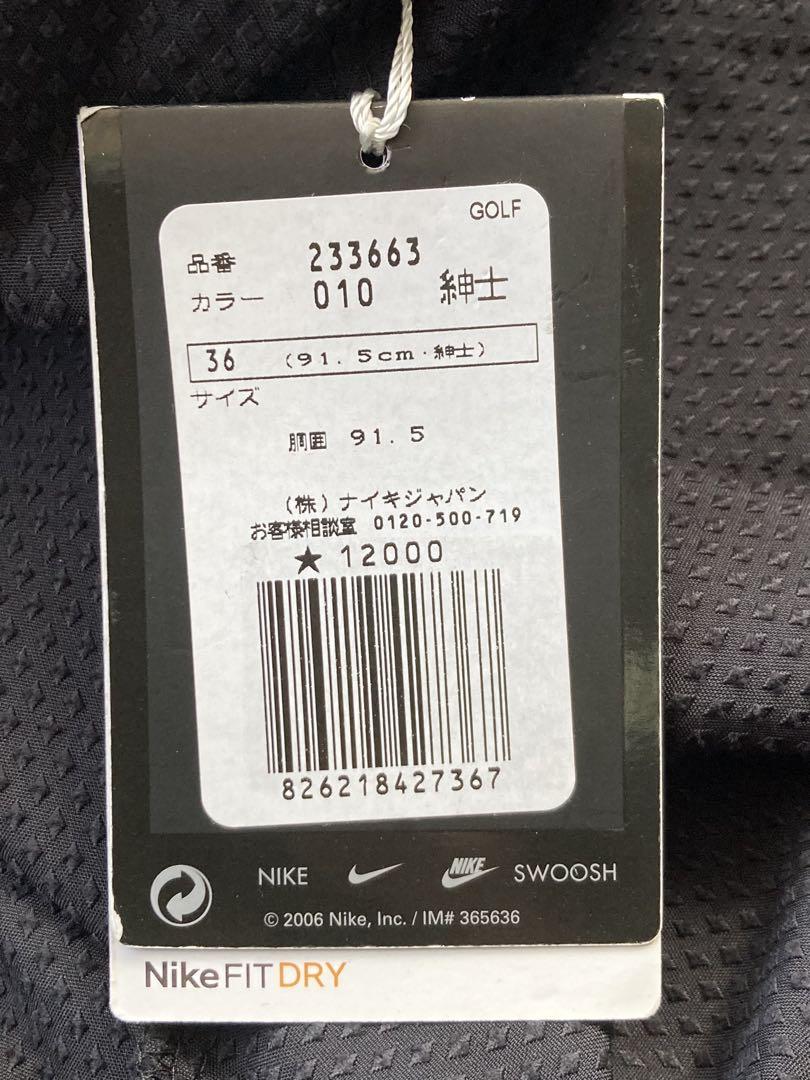 GOLF
品番 233663
カラー 010 紳士
36 (91.5cm・紳士)
サイズ
胴囲 91.5
(株)ナイキジャパン
お客様相談室 0120-500-719
★12000
826218427367
NIKE NIKE SWOOSH
© 2006 Nike, Inc. / IM# 365636
NikeFITDRY